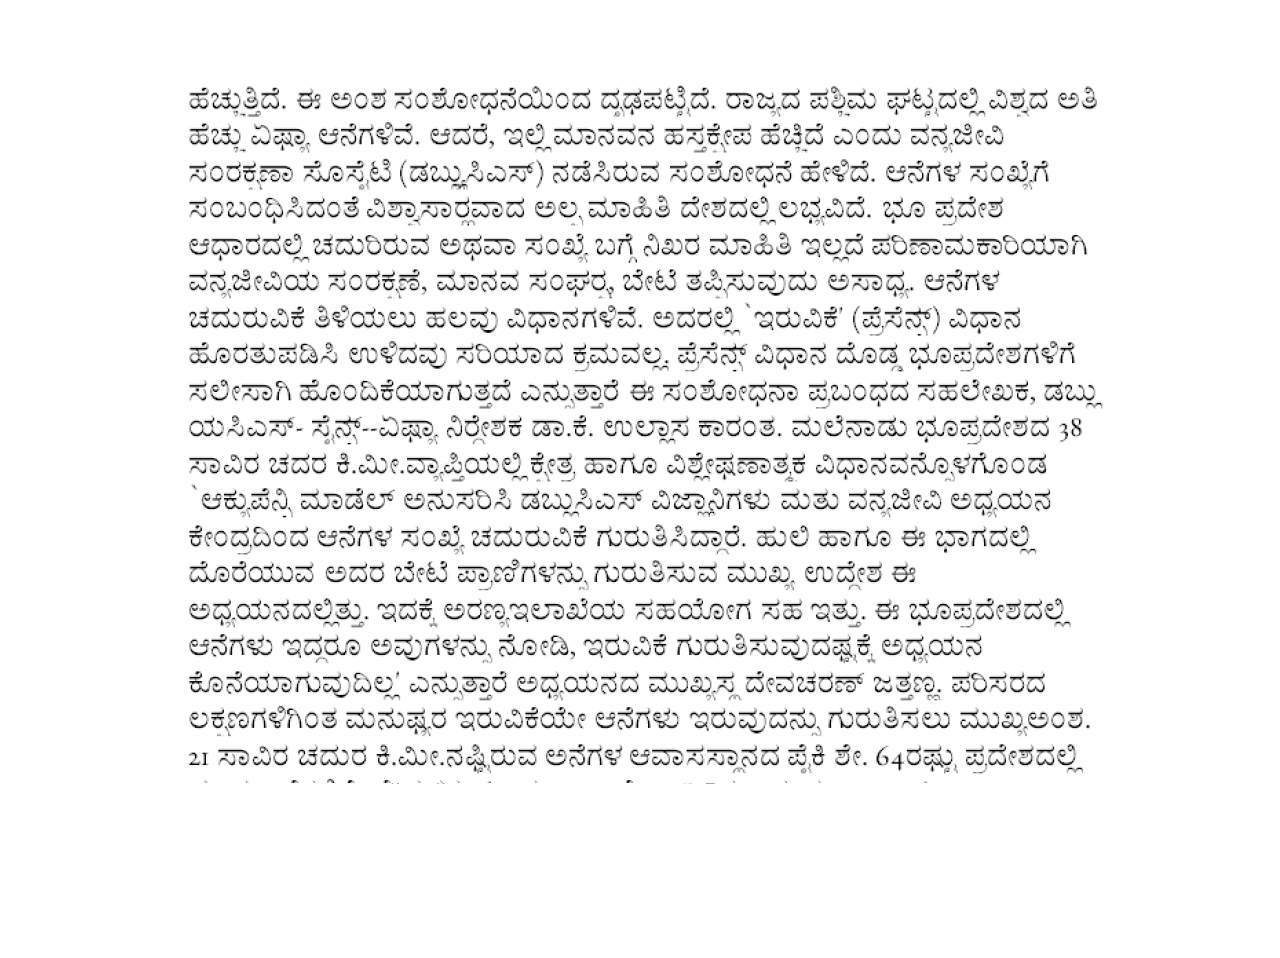 ಹೆಚ್ಚುತ್ತಿದೆ. ಈ ಅಂಶ ಸಂಶೋಧನೆಯಿಂದ ದೃಢಪಟ್ಟಿದೆ. ರಾಜ್ಯದ ಪಶ್ಚಿಮ ಘಟ್ಟದಲ್ಲಿ ವಿಶ್ವದ ಅತಿ
ಹೆಚ್ಚು ಏಷ್ಯಾ ಆನೆಗಳಿವೆ. ಆದರೆ, ಇಲ್ಲಿ ಮಾನವನ ಹಸ್ತಕ್ಷೇಪ ಹೆಚ್ಚಿದೆ ಎಂದು ವನ್ಯಜೀವಿ
ಸಂರಕ್ಷಣಾ ಸೊಸೈಟಿ (ಡಬ್ಲ್ಯುಸಿಎಸ್) ನಡೆಸಿರುವ ಸಂಶೋಧನೆ ಹೇಳಿದೆ. ಆನೆಗಳ ಸಂಖ್ಯೆಗೆ
ಸಂಬಂಧಿಸಿದಂತೆ ವಿಶ್ವಾಸಾರ್ಹವಾದ ಅಲ್ಪ ಮಾಹಿತಿ ದೇಶದಲ್ಲಿ ಲಭ್ಯವಿದೆ. ಭೂ ಪ್ರದೇಶ
ಆಧಾರದಲ್ಲಿ ಚದುರಿರುವ ಅಥವಾ ಸಂಖ್ಯೆ ಬಗ್ಗೆ ನಿಖರ ಮಾಹಿತಿ ಇಲ್ಲದೆ ಪರಿಣಾಮಕಾರಿಯಾಗಿ
ವನ್ಯಜೀವಿಯ ಸಂರಕ್ಷಣೆ, ಮಾನವ ಸಂಘರ್ಷ, ಬೇಟೆ ತಪ್ಪಿಸುವುದು ಅಸಾಧ್ಯ. ಆನೆಗಳ
ಚದುರುವಿಕೆ ತಿಳಿಯಲು ಹಲವು ವಿಧಾನಗಳಿವೆ. ಅದರಲ್ಲಿ `ಇರುವಿಕೆ' (ಪ್ರೆಸೆನ್ಸ್) ವಿಧಾನ
ಹೊರತುಪಡಿಸಿ ಉಳಿದವು ಸರಿಯಾದ ಕ್ರಮವಲ್ಲ. ಪ್ರೆಸೆನ್ಸ್ ವಿಧಾನ ದೊಡ್ಡ ಭೂಪ್ರದೇಶಗಳಿಗೆ
ಸಲೀಸಾಗಿ ಹೊಂದಿಕೆಯಾಗುತ್ತದೆ ಎನ್ನುತ್ತಾರೆ ಈ ಸಂಶೋಧನಾ ಪ್ರಬಂಧದ ಸಹಲೇಖಕ, ಡಬ್ಲು
ಯಸಿಎಸ್- ಸೈನ್ಸ್--ಏಷ್ಯಾ ನಿರ್ದೇಶಕ ಡಾ.ಕೆ. ಉಲ್ಲಾಸ ಕಾರಂತ. ಮಲೆನಾಡು ಭೂಪ್ರದೇಶದ 38
ಸಾವಿರ ಚದರ ಕಿ.ಮೀ.ವ್ಯಾಪ್ತಿಯಲ್ಲಿ ಕ್ಷೇತ್ರ ಹಾಗೂ ವಿಶ್ಲೇಷಣಾತ್ಮಕ ವಿಧಾನವನ್ನೊಳಗೊಂಡ
`ಆಕ್ಯುಪೆನ್ಸಿ ಮಾಡೆಲ್ ಅನುಸರಿಸಿ ಡಬ್ಲುಸಿಎಸ್ ವಿಜ್ಞಾನಿಗಳು ಮತು ವನ್ಯಜೀವಿ ಅಧ್ಯಯನ
ಕೇಂದ್ರದಿಂದ ಆನೆಗಳ ಸಂಖ್ಯೆ ಚದುರುವಿಕೆ ಗುರುತಿಸಿದ್ದಾರೆ. ಹುಲಿ ಹಾಗೂ ಈ ಭಾಗದಲ್ಲಿ
ದೊರೆಯುವ ಅದರ ಬೇಟೆ ಪ್ರಾಣಿಗಳನ್ನು ಗುರುತಿಸುವ ಮುಖ್ಯ ಉದ್ದೇಶ ಈ
ಅಧ್ಯಯನದಲ್ಲಿತ್ತು. ಇದಕ್ಕೆ ಅರಣ್ಯಇಲಾಖೆಯ ಸಹಯೋಗ ಸಹ ಇತ್ತು. ಈ ಭೂಪ್ರದೇಶದಲ್ಲಿ
ಆನೆಗಳು ಇದ್ದರೂ ಅವುಗಳನ್ನು ನೋಡಿ, ಇರುವಿಕೆ ಗುರುತಿಸುವುದಷ್ಟಕ್ಕೆ ಅಧ್ಯಯನ
ಕೊನೆಯಾಗುವುದಿಲ್ಲ' ಎನ್ನುತ್ತಾರೆ ಅಧ್ಯಯನದ ಮುಖ್ಯಸ್ಥ ದೇವಚರಣ್ ಜತ್ತಣ್ಣ. ಪರಿಸರದ
ಲಕ್ಷಣಗಳಿಗಿಂತ ಮನುಷ್ಯರ ಇರುವಿಕೆಯೇ ಆನೆಗಳು ಇರುವುದನ್ನು ಗುರುತಿಸಲು ಮುಖ್ಯಅಂಶ.
21 ಸಾವಿರ ಚದುರ ಕಿ.ಮೀ.ನಷ್ಟಿರುವ ಅನೆಗಳ ಆವಾಸಸ್ಥಾನದ ಪೈಕಿ ಶೇ. 64ರಷ್ಟು ಪ್ರದೇಶದಲ್ಲಿ